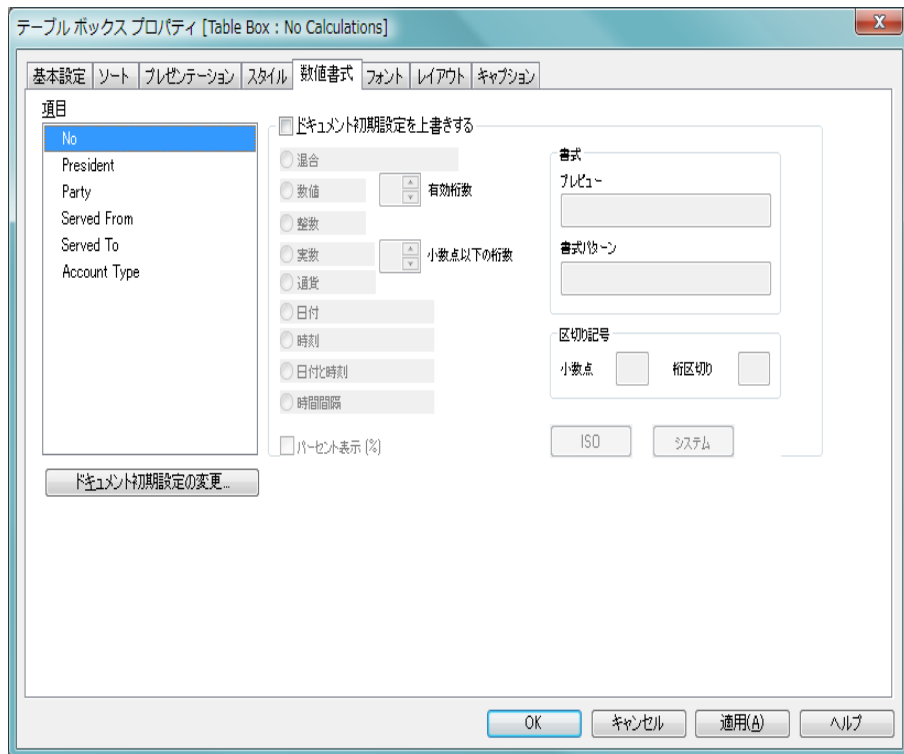 テーブル ボックス プロパティ [Table Box : No Calculations]
基本設定 ソート プレゼンテーション スタイル 数値書式 フォント レイアウト キャプション
項目
No
President
Party
Served From
Served To
Account Type
ドキュメント初期設定の変更...
ドキュメント初期設定を上書きする
混合
数値 有効桁数
整数
実数 小数点以下の桁数
通貨
日付
時刻
日付と時刻
時間間隔
パーセント表示 (%)
書式
プレビュー
書式パターン
区切り記号
小数点 桁区切り
ISO システム
OK キャンセル 適用(A) ヘルプ